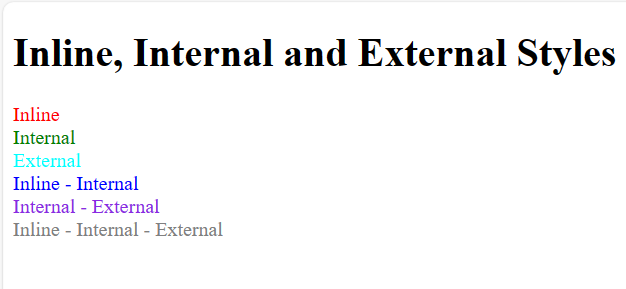 Inline, Internal and External Styles
Inline
Internal
External
Inline - Internal
Internal - External
Inline - Internal - External